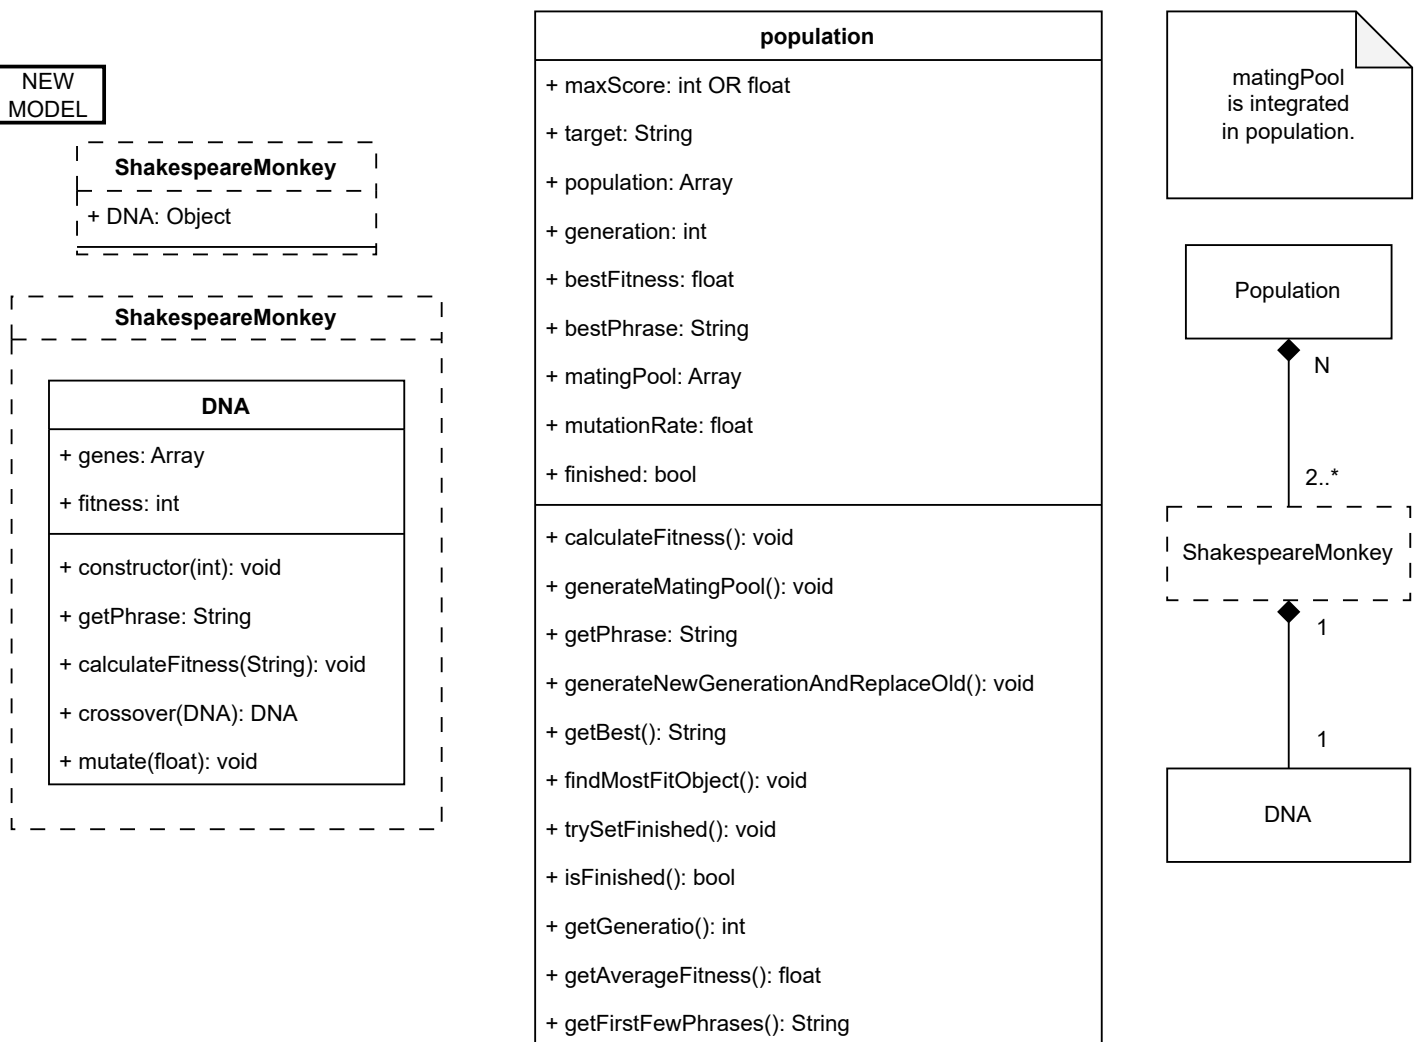 NEW
MODEL
ShakespeareMonkey
+ DNA: Object
ShakespeareMonkey
DNA
+ genes: Array
+ fitness: int
+ constructor(int): void
+ getPhrase: String
+ calculateFitness(String): void
+ crossover(DNA): DNA
+ mutate(float): void
population
+ maxScore: int OR float
+ target: String
+ population: Array
+ generation: int
+ bestFitness: float
+ bestPhrase: String
+ matingPool: Array
+ mutationRate: float
+ finished: bool
+ calculateFitness(): void
+ generateMatingPool(): void
+ getPhrase: String
+ generateNewGenerationAndReplaceOld(): void
+ getBest(): String
+ findMostFitObject(): void
+ trySetFinished(): void
+ isFinished(): bool
+ getGeneratio(): int
+ getAverageFitness(): float
+ getFirstFewPhrases(): String
matingPool
is integrated
in population.
Population
N
2..*
ShakespeareMonkey
1
1
DNA